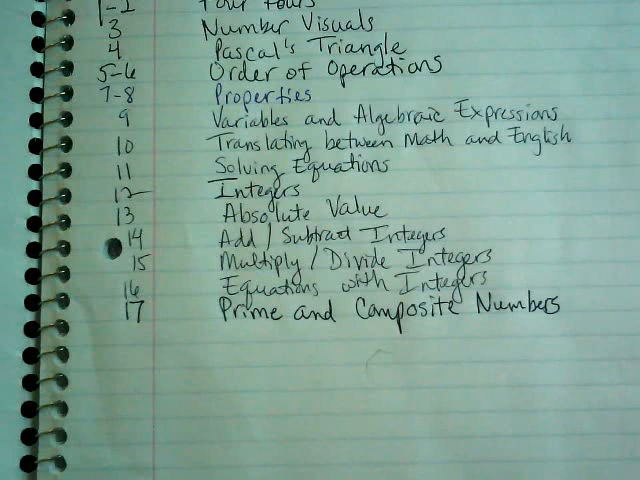 1-2 Four Fours
3 Number Visuals
4 Pascal's Triangle
5-6 Order of Operations
7-8 Properties
9 Variables and Algebraic Expressions
10 Translating between Math and English
11 Solving Equations
12 Integers
13 Absolute Value
14 Add / Subtract Integers
15 Multiply / Divide Integers
16 Equations with Integers
17 Prime and Composite Numbers